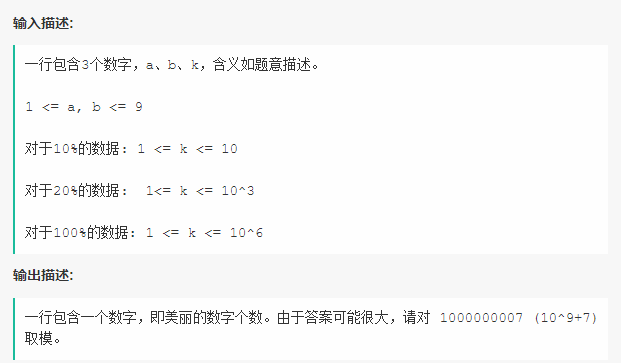 输入描述:
一行包含3个数字，a、b、k，含义如题意描述。
1 <= a, b <= 9
对于10%的数据: 1 <= k <= 10
对于20%的数据:  1<= k <= 10^3
对于100%的数据: 1 <= k <= 10^6
输出描述:
一行包含一个数字，即美丽的数字个数。由于答案可能很大，请对 1000000007 (10^9+7)
取模。